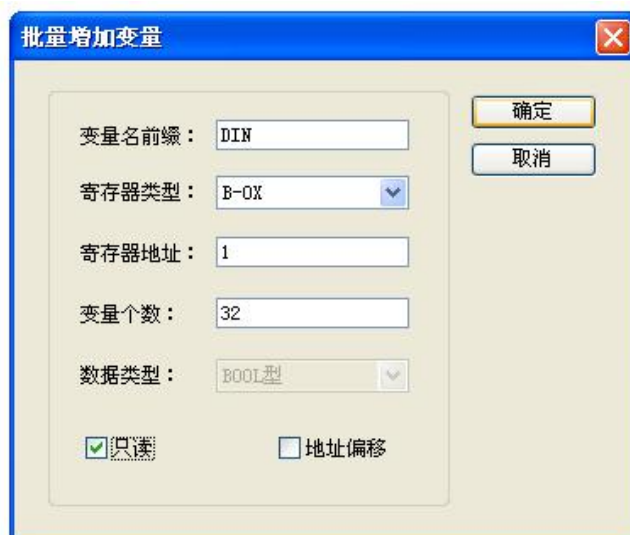 批量增加变量
变量名前缀： DIN
确定
寄存器类型： B-OX
取消
寄存器地址： 1
变量个数： 32
数据类型： BOOL型
只读 地址偏移